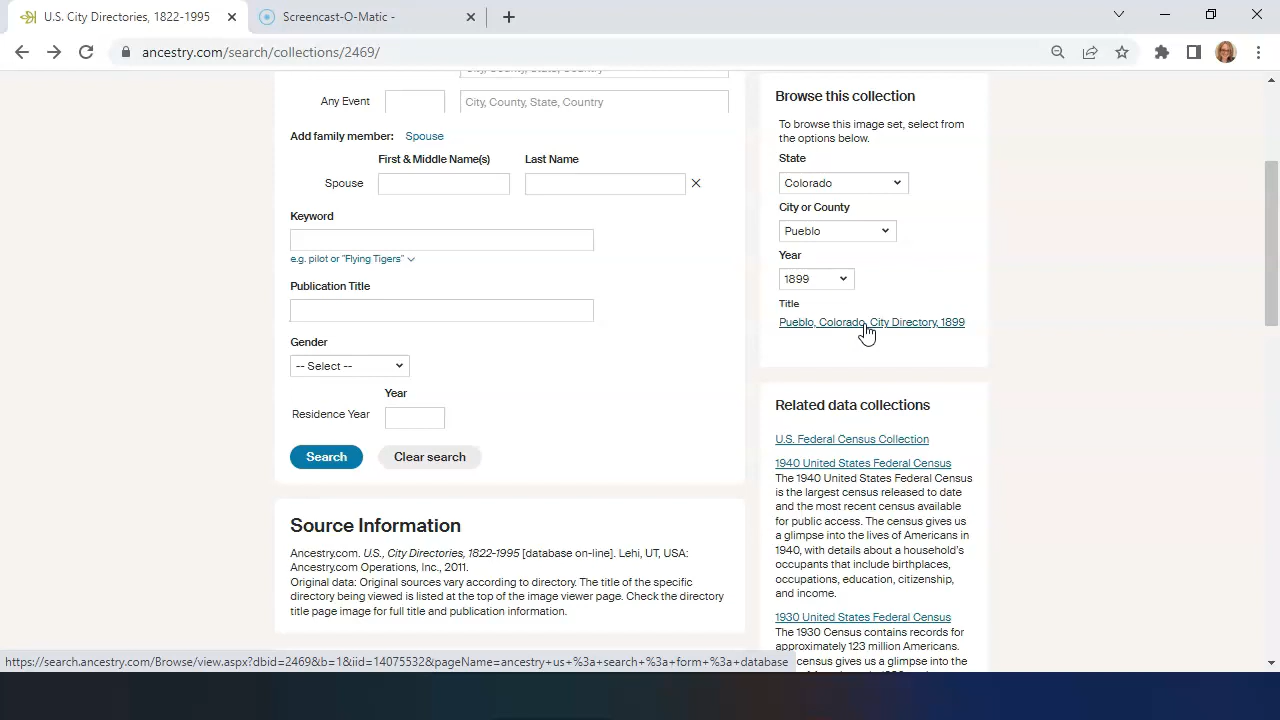 U.S. City Directories, 1822-1995
Screencast-O-Matic -
ancestry.com/search/collections/2469/
City, County, State, Country
Any Event
City, County, State, Country
Add family member: Spouse
First & Middle Name(s) Last Name
Spouse
Keyword
e.g. pilot or "Flying Tigers"
Publication Title
Gender
-- Select --
Year
Residence Year
Search Clear search
Source Information
Ancestry.com. U.S., City Directories, 1822-1995 [database on-line]. Lehi, UT, USA:
Ancestry.com Operations, Inc., 2011.
Original data: Original sources vary according to directory. The title of the specific
directory being viewed is listed at the top of the image viewer page. Check the directory
title page image for full title and publication information.
Browse this collection
To browse this image set, select from
the options below.
State
Colorado
City or County
Pueblo
Year
1899
Title
Pueblo, Colorado, City Directory, 1899
Related data collections
U.S. Federal Census Collection
1940 United States Federal Census
The 1940 United States Federal Census
is the largest census released to date
and the most recent census available
for public access. The census gives us
a glimpse into the lives of Americans in
1940, with details about a household's
occupants that include birthplaces,
occupations, education, citizenship,
and income.
1930 United States Federal Census
The 1930 Census contains records for
approximately 123 million Americans.
census gives us a glimpse into the
https://search.ancestry.com/Browse/view.aspx?dbid=2469&b=1&iid=14075532&pageName=ancestry+us+%3a+search+%3a+form+%3a+database